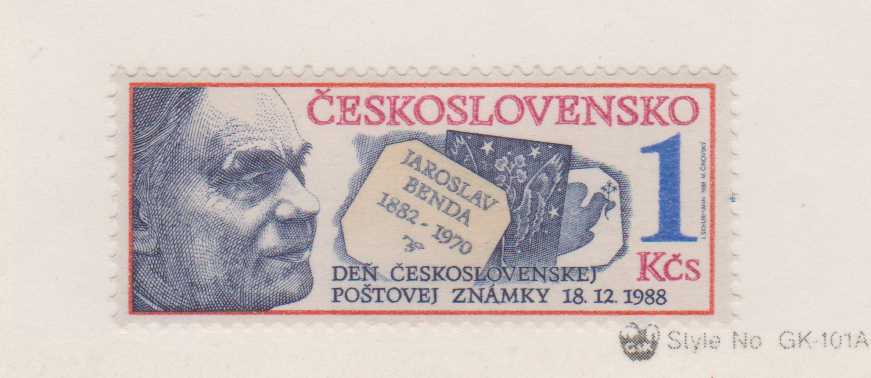 ČESKOSLOVENSKO
JAROSLAV
BENDA
1882-1970
1
Kčs
DEŇ ČESKOSLOVENSKEJ
POŠTOVEJ ZNÁMKY 18.12.1988
Style No GK-101A